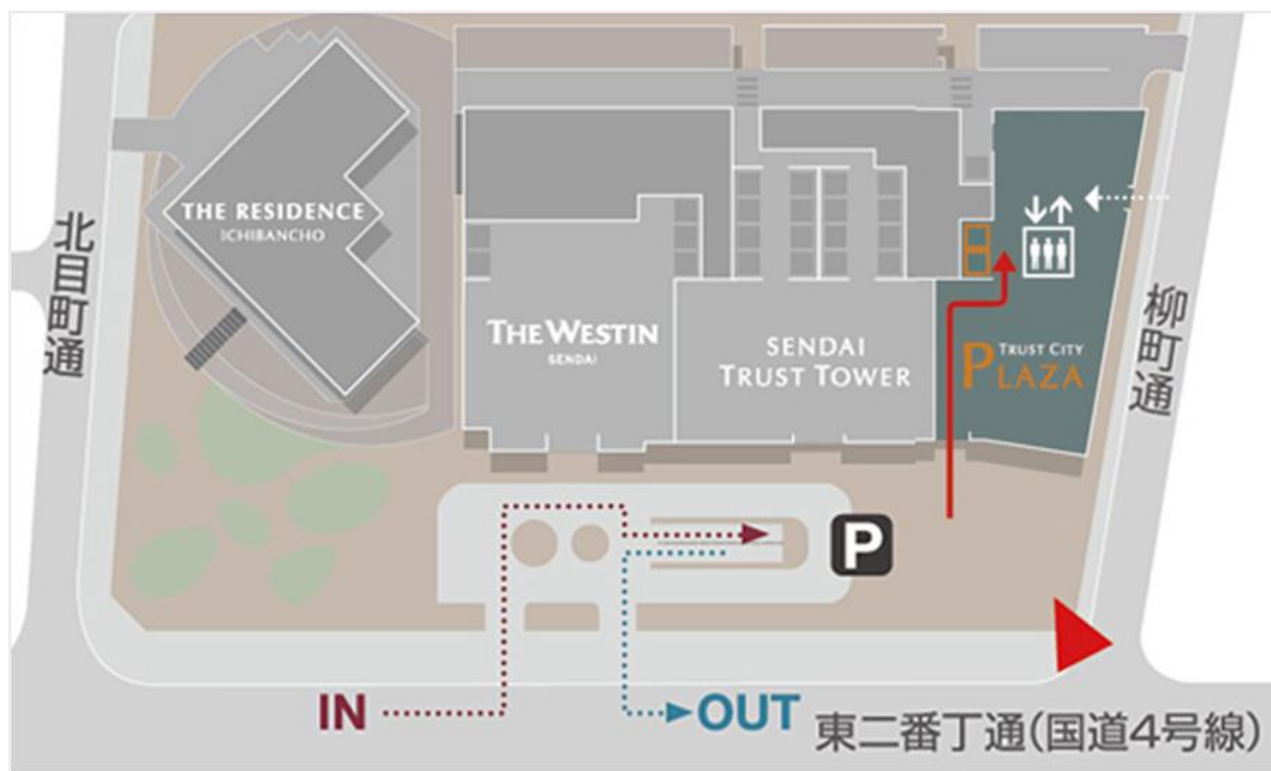 THE RESIDENCE
ICHIBANCHO
北目町通
THE WESTIN
SENDAI
SENDAI
TRUST TOWER
TRUST CITY
PLAZA
柳町通
P
IN
OUT
東二番丁通(国道4号線)